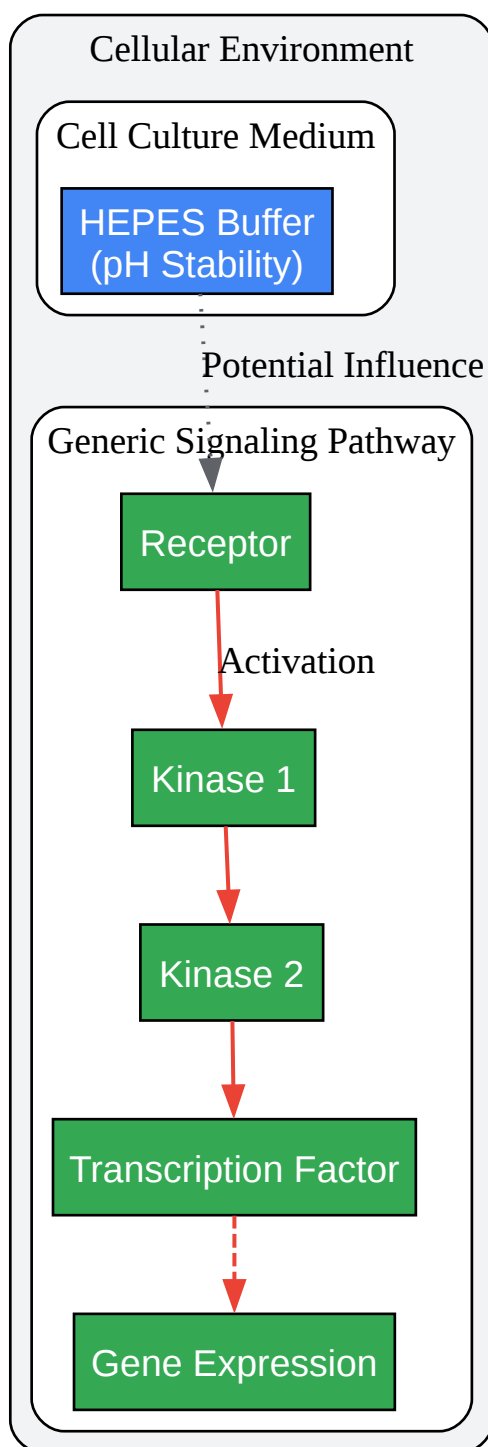 Cellular Environment
Cell Culture Medium
HEPES Buffer
(pH Stability)
Potential Influence
Generic Signaling Pathway
Receptor
Activation
Kinase 1
Kinase 2
Transcription Factor
Gene Expression